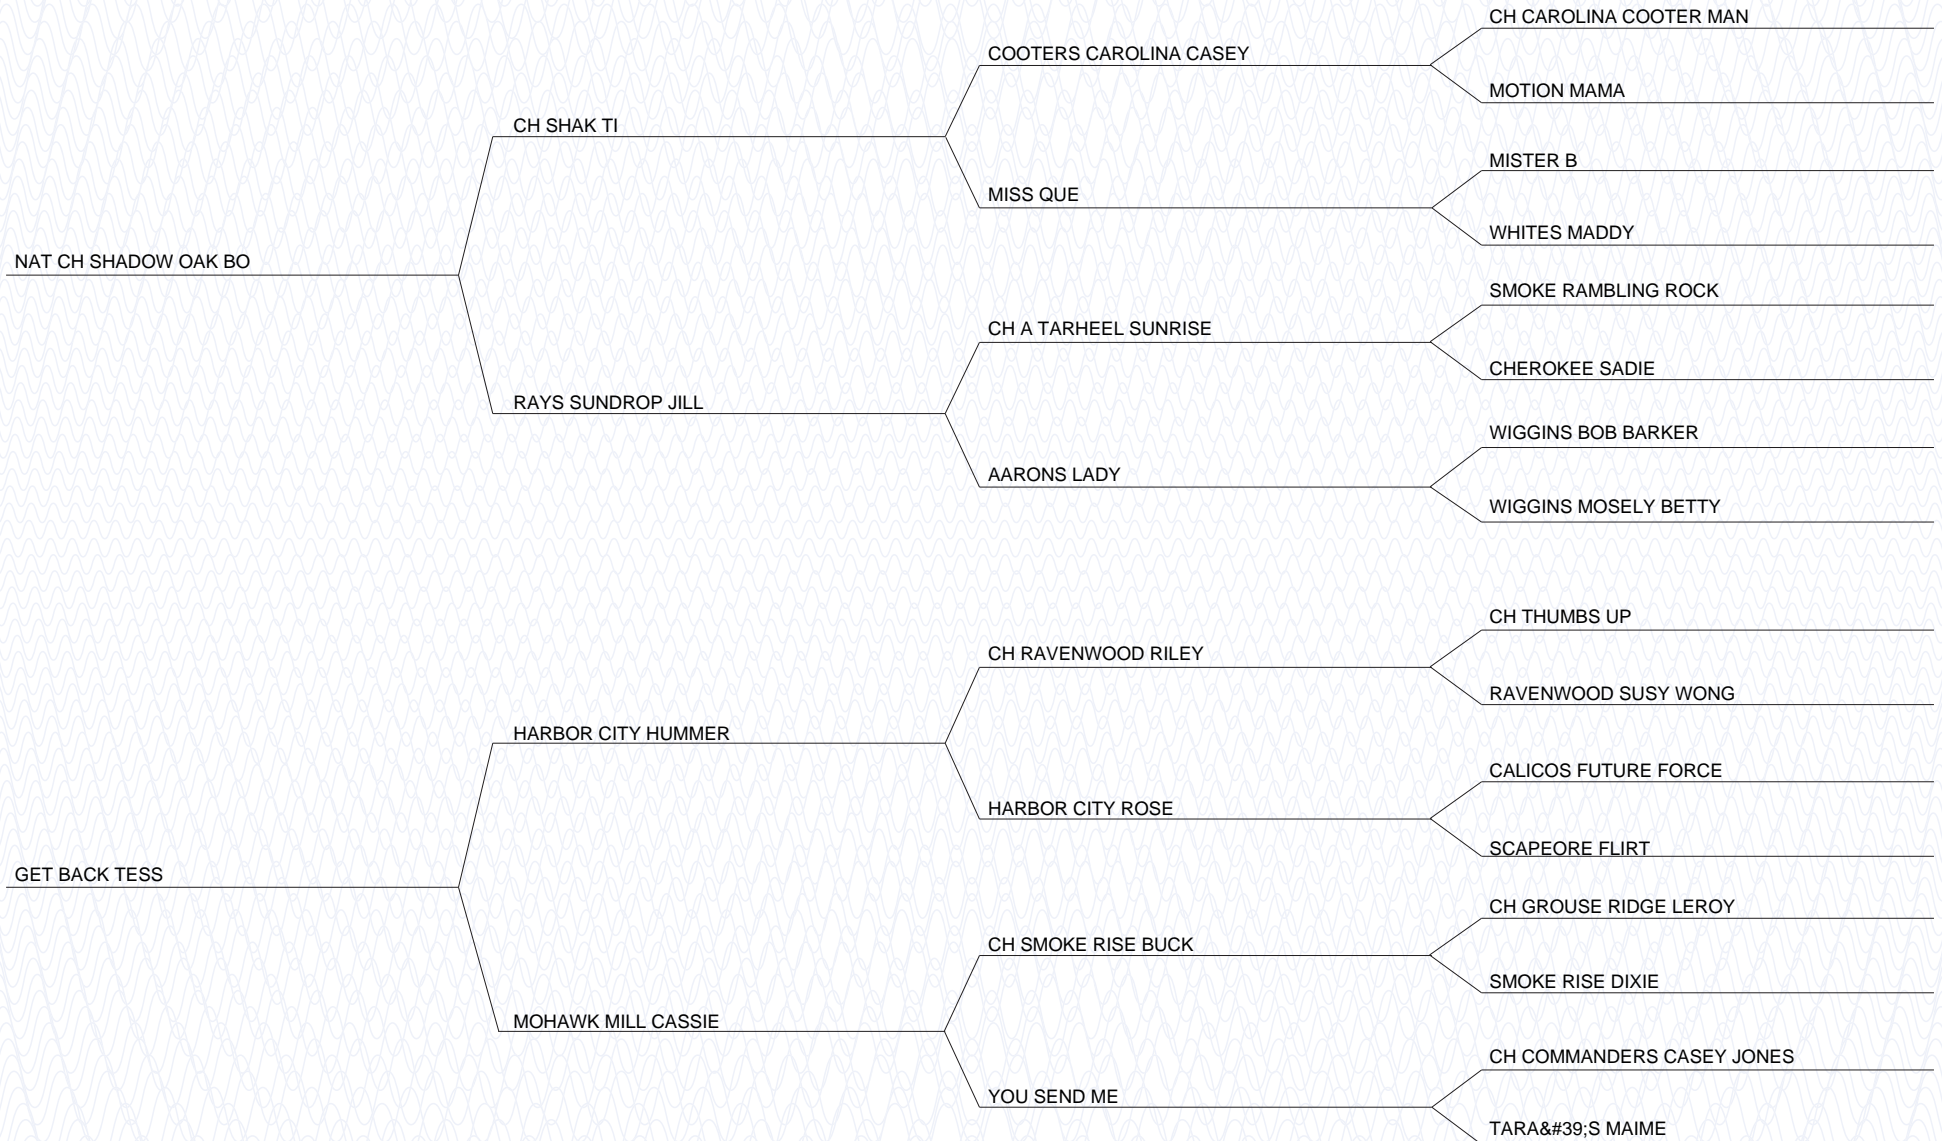 CH CAROLINA COOTER MAN
COOTERS CAROLINA CASEY
MOTION MAMA
CH SHAK TI
MISTER B
MISS QUE
WHITES MADDY
NAT CH SHADOW OAK BO
SMOKE RAMBLING ROCK
CH A TARHEEL SUNRISE
CHEROKEE SADIE
RAYS SUNDROP JILL
WIGGINS BOB BARKER
AARONS LADY
WIGGINS MOSELY BETTY
CH THUMBS UP
CH RAVENWOOD RILEY
RAVENWOOD SUSY WONG
HARBOR CITY HUMMER
CALICOS FUTURE FORCE
HARBOR CITY ROSE
SCAPEORE FLIRT
GET BACK TESS
CH GROUSE RIDGE LEROY
CH SMOKE RISE BUCK
SMOKE RISE DIXIE
MOHAWK MILL CASSIE
CH COMMANDERS CASEY JONES
YOU SEND ME
TARA&#39;S MAIME